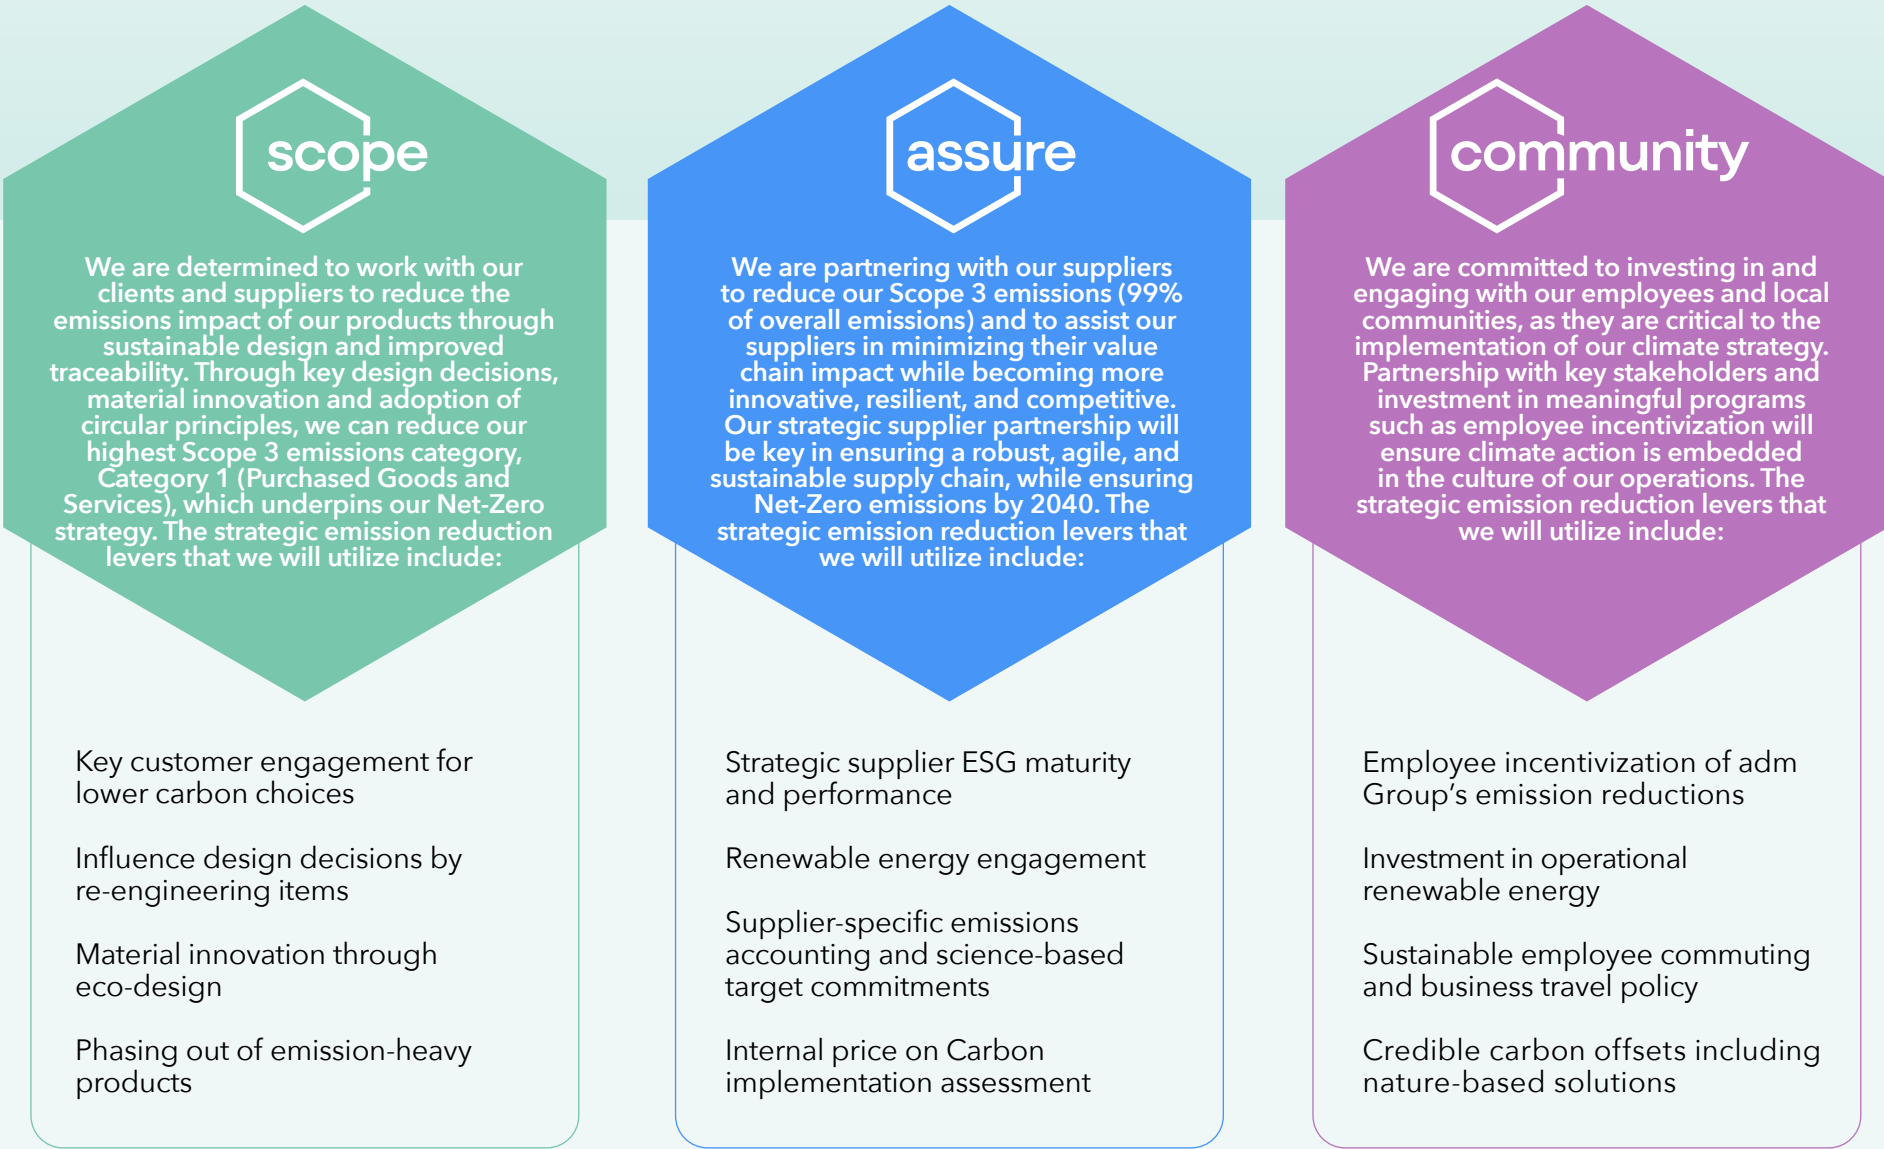 scope
We are determined to work with our
clients and suppliers to reduce the
emissions impact of our products through
sustainable design and improved
traceability. Through key design decisions,
material innovation and adoption of
circular principles, we can reduce our
highest Scope 3 emissions category,
Category 1 (Purchased Goods and
Services), which underpins our Net-Zero
strategy. The strategic emission reduction
levers that we will utilize include:
Key customer engagement for
lower carbon choices
Influence design decisions by
re-engineering items
Material innovation through
eco-design
Phasing out of emission-heavy
products
assure
We are partnering with our suppliers
to reduce our Scope 3 emissions (99%
of overall emissions) and to assist our
suppliers in minimizing their value
chain impact while becoming more
innovative, resilient, and competitive.
Our strategic supplier partnership will
be key in ensuring a robust, agile, and
sustainable supply chain, while ensuring
Net-Zero emissions by 2040. The
strategic emission reduction levers that
we will utilize include:
Strategic supplier ESG maturity
and performance
Renewable energy engagement
Supplier-specific emissions
accounting and science-based
target commitments
Internal price on Carbon
implementation assessment
community
We are committed to investing in and
engaging with our employees and local
communities, as they are critical to the
implementation of our climate strategy.
Partnership with key stakeholders and
investment in meaningful programs
such as employee incentivization will
ensure climate action is embedded
in the culture of our operations. The
strategic emission reduction levers that
we will utilize include:
Employee incentivization of adm
Group's emission reductions
Investment in operational
renewable energy
Sustainable employee commuting
and business travel policy
Credible carbon offsets including
nature-based solutions